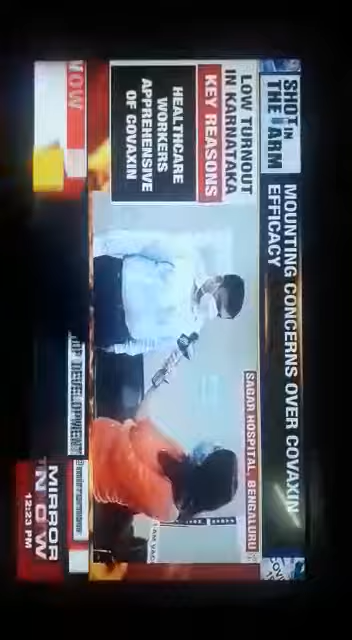 SHOT IN
THE ARM
MOUNTING CONCERNS OVER COVAXIN
EFFICACY
LOW TURNOUT
IN KARNATAKA
KEY REASONS
HEALTHCARE
WORKERS
APPREHENSIVE
OF COVAXIN
SAGAR HOSPITAL, BENGALURU
DEVELOPMENT
MIRROR
NOW
12:23 PM